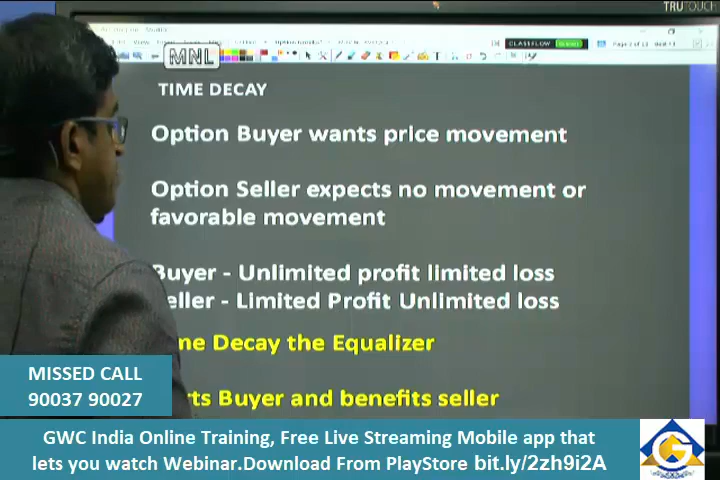 TRUTOUCH
CLASSFLOW
MNL
TIME DECAY
Option Buyer wants price movement
Option Seller expects no movement or
favorable movement
Buyer - Unlimited profit limited loss
eller - Limited Profit Unlimited loss
me Decay the Equalizer
rts Buyer and benefits seller
MISSED CALL
90037 90027
GWC India Online Training, Free Live Streaming Mobile app that
lets you watch Webinar.Download From PlayStore bit.ly/2zh9i2A
G